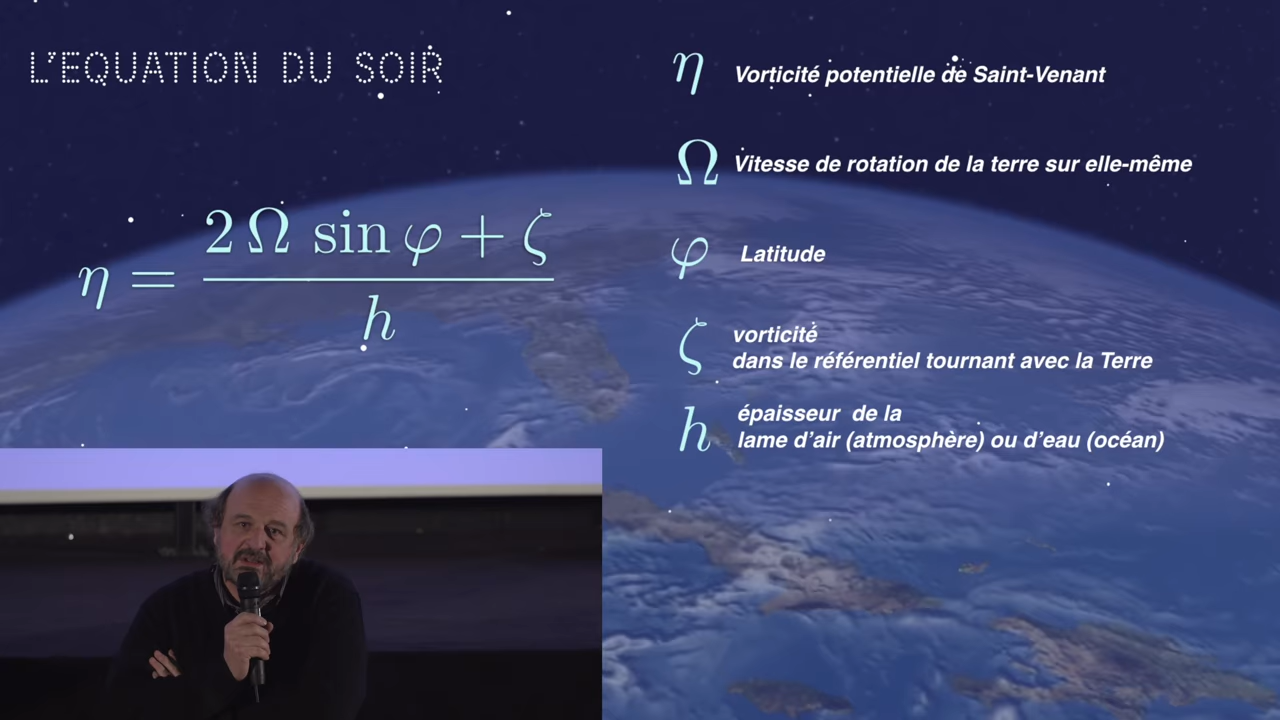 L'EQUATION DU SOIR
η = (2 Ω sin φ + ζ) / h
η Vorticité potentielle de Saint-Venant
Ω Vitesse de rotation de la terre sur elle-même
φ Latitude
ζ vorticité
dans le référentiel tournant avec la Terre
h épaisseur de la
lame d'air (atmosphère) ou d'eau (océan)